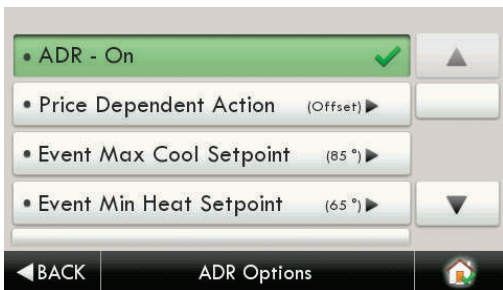 • ADR - On
• Price Dependent Action (Offset) ▶
• Event Max Cool Setpoint (85 °) ▶
• Event Min Heat Setpoint (65 °) ▶
◀BACK ADR Options